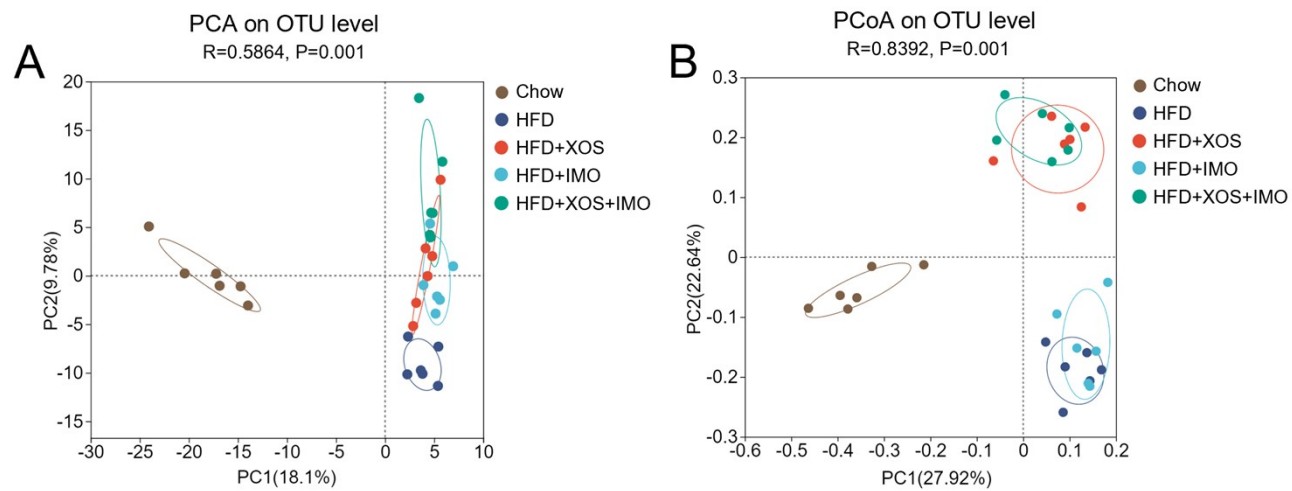 A
PCA on OTU level
R=0.5864, P=0.001
PC2(9.78%)
20
15
10
5
0
-5
-10
-15
-30
-25
-20
-15
-10
-5
0
5
10
PC1(18.1%)
Chow
HFD
HFD+XOS
HFD+IMO
HFD+XOS+IMO
B
PCoA on OTU level
R=0.8392, P=0.001
PC2(22.64%)
0.3
0.2
0.1
0
-0.1
-0.2
-0.3
-0.6
-0.5
-0.4
-0.3
-0.2
-0.1
0
0.1
0.2
PC1(27.92%)
Chow
HFD
HFD+XOS
HFD+IMO
HFD+XOS+IMO